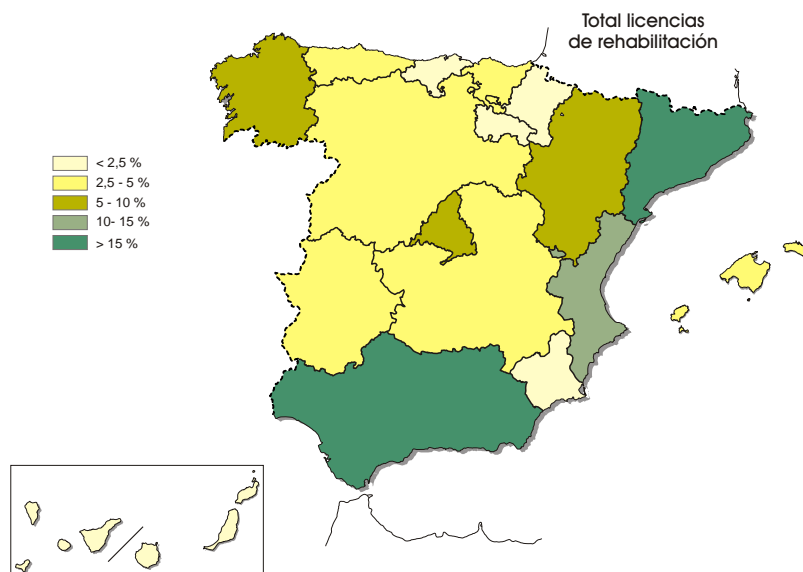 Total licencias
de rehabilitación
< 2,5 %
2,5 - 5 %
5 - 10 %
10- 15 %
> 15 %